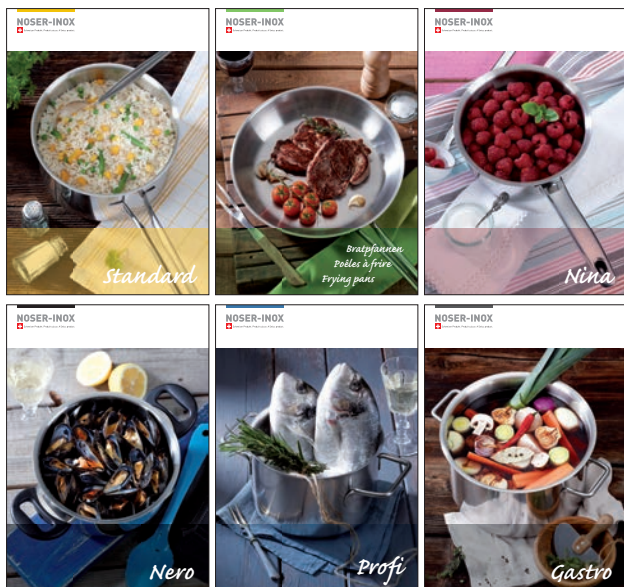 NOSER-INOX
Standard
NOSER-INOX
Bratpfannen
Poêles à frire
Frying pans
NOSER-INOX
Nina
NOSER-INOX
Nero
NOSER-INOX
Profi
NOSER-INOX
Gastro